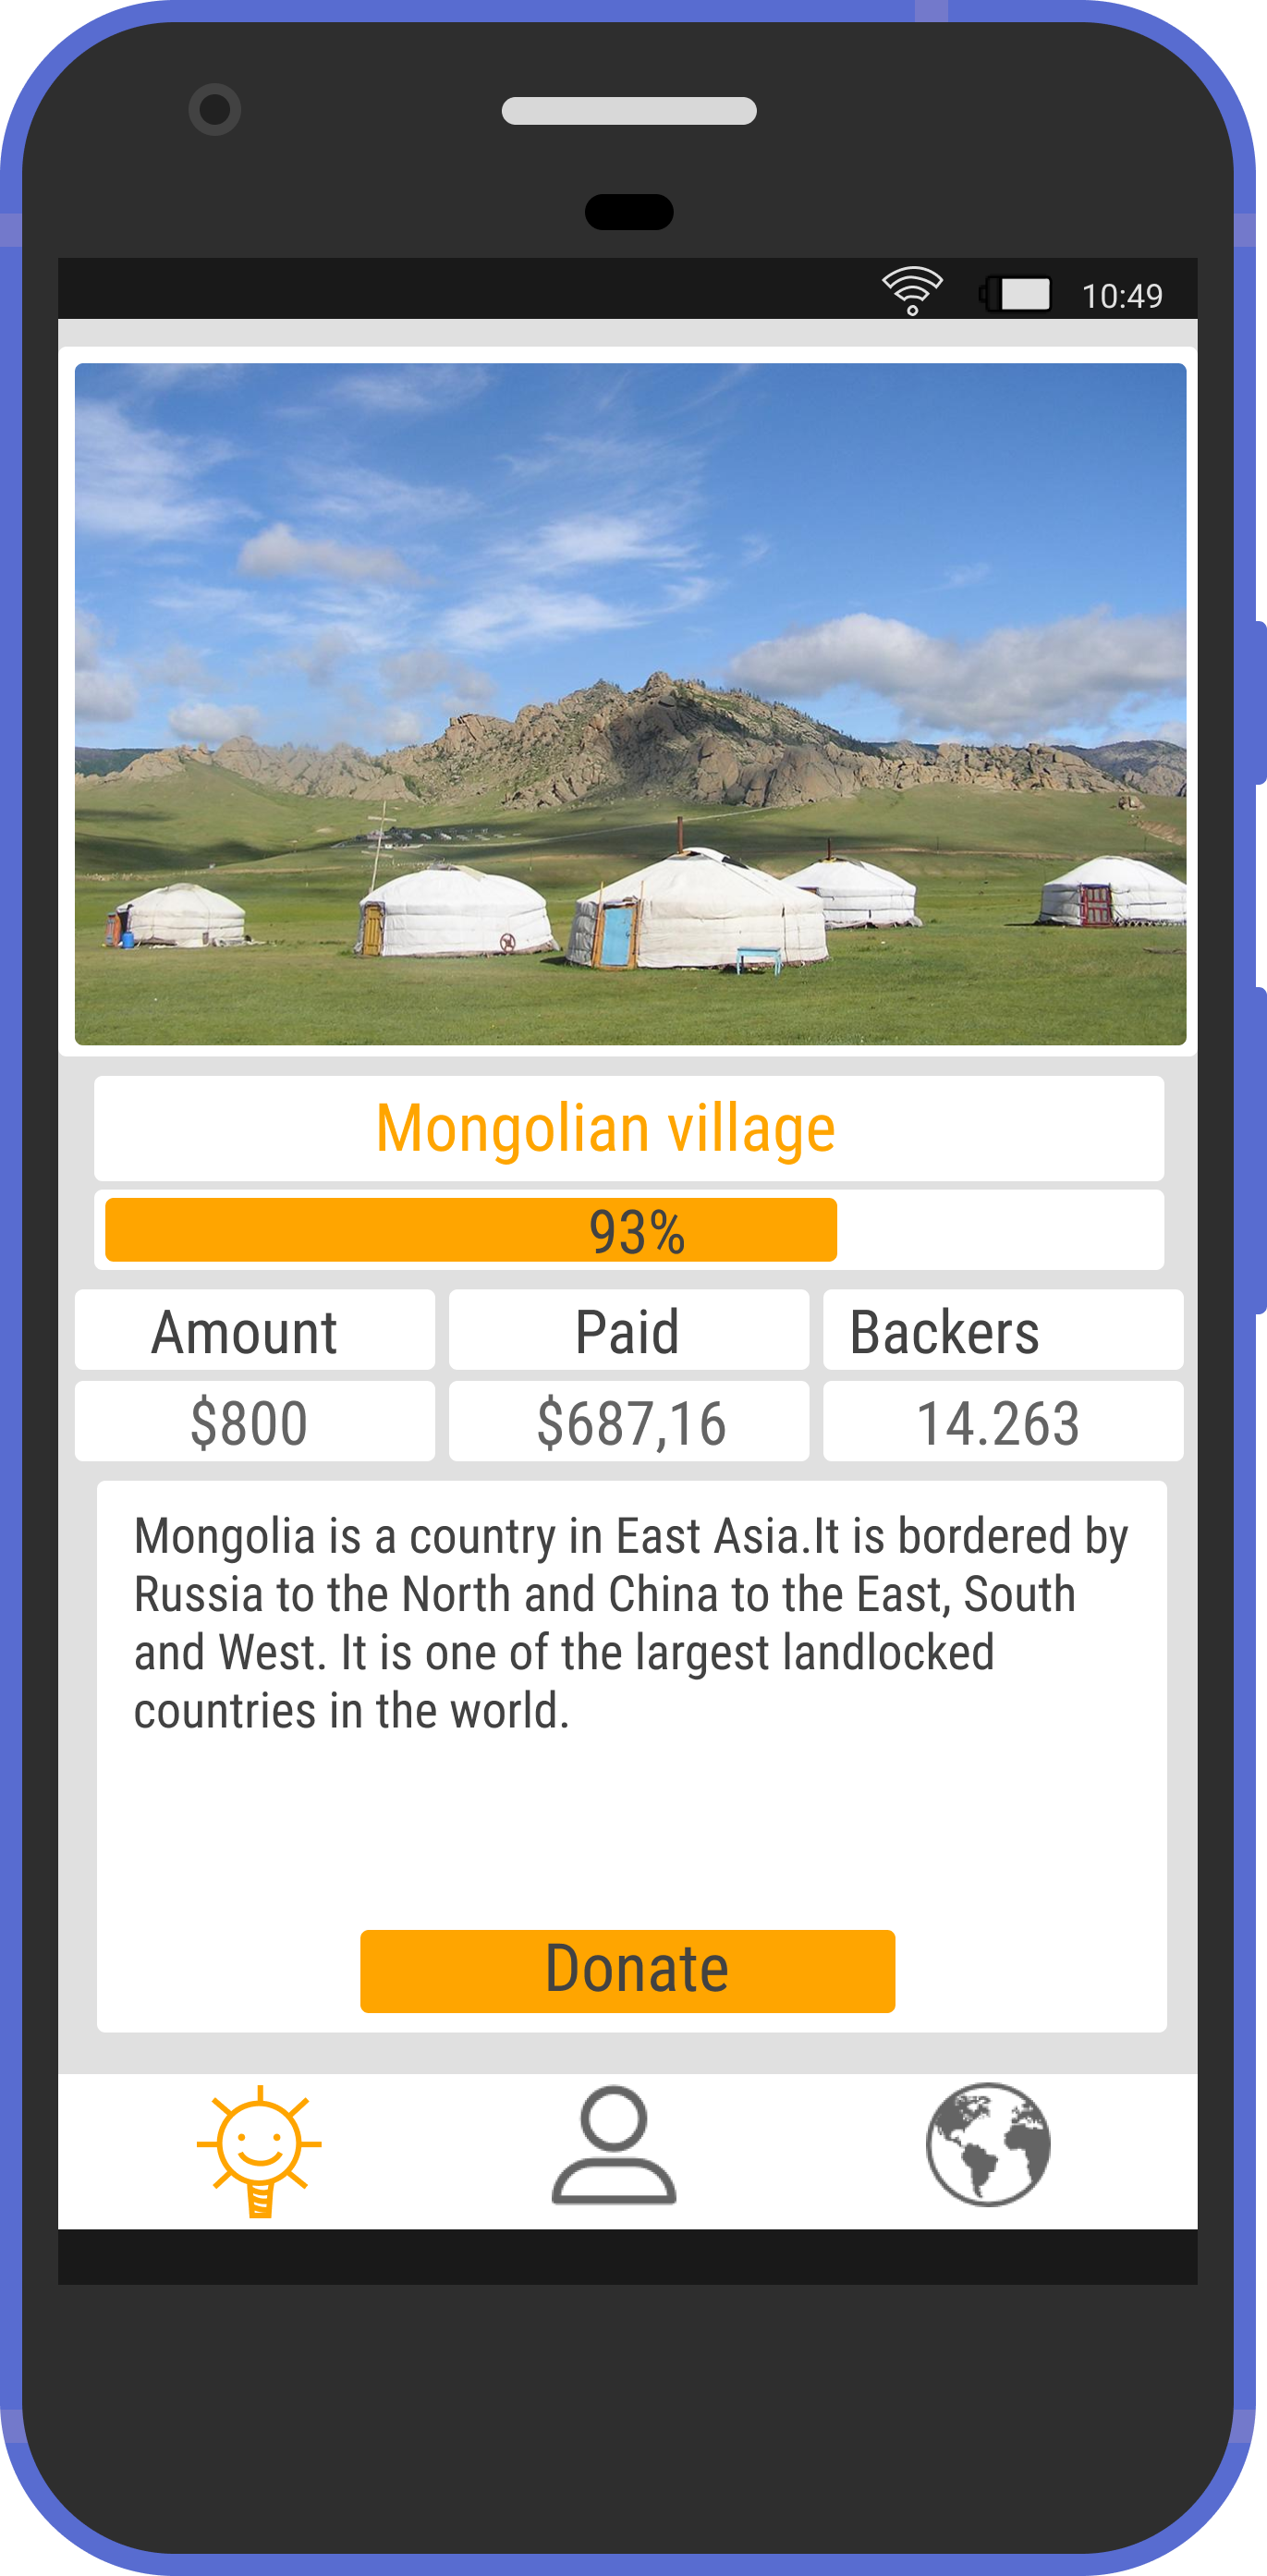 10:49
Mongolian village
93%
Amount Paid Backers
$800 $687,16 14.263
Mongolia is a country in East Asia.It is bordered by
Russia to the North and China to the East, South
and West. It is one of the largest landlocked
countries in the world.
Donate